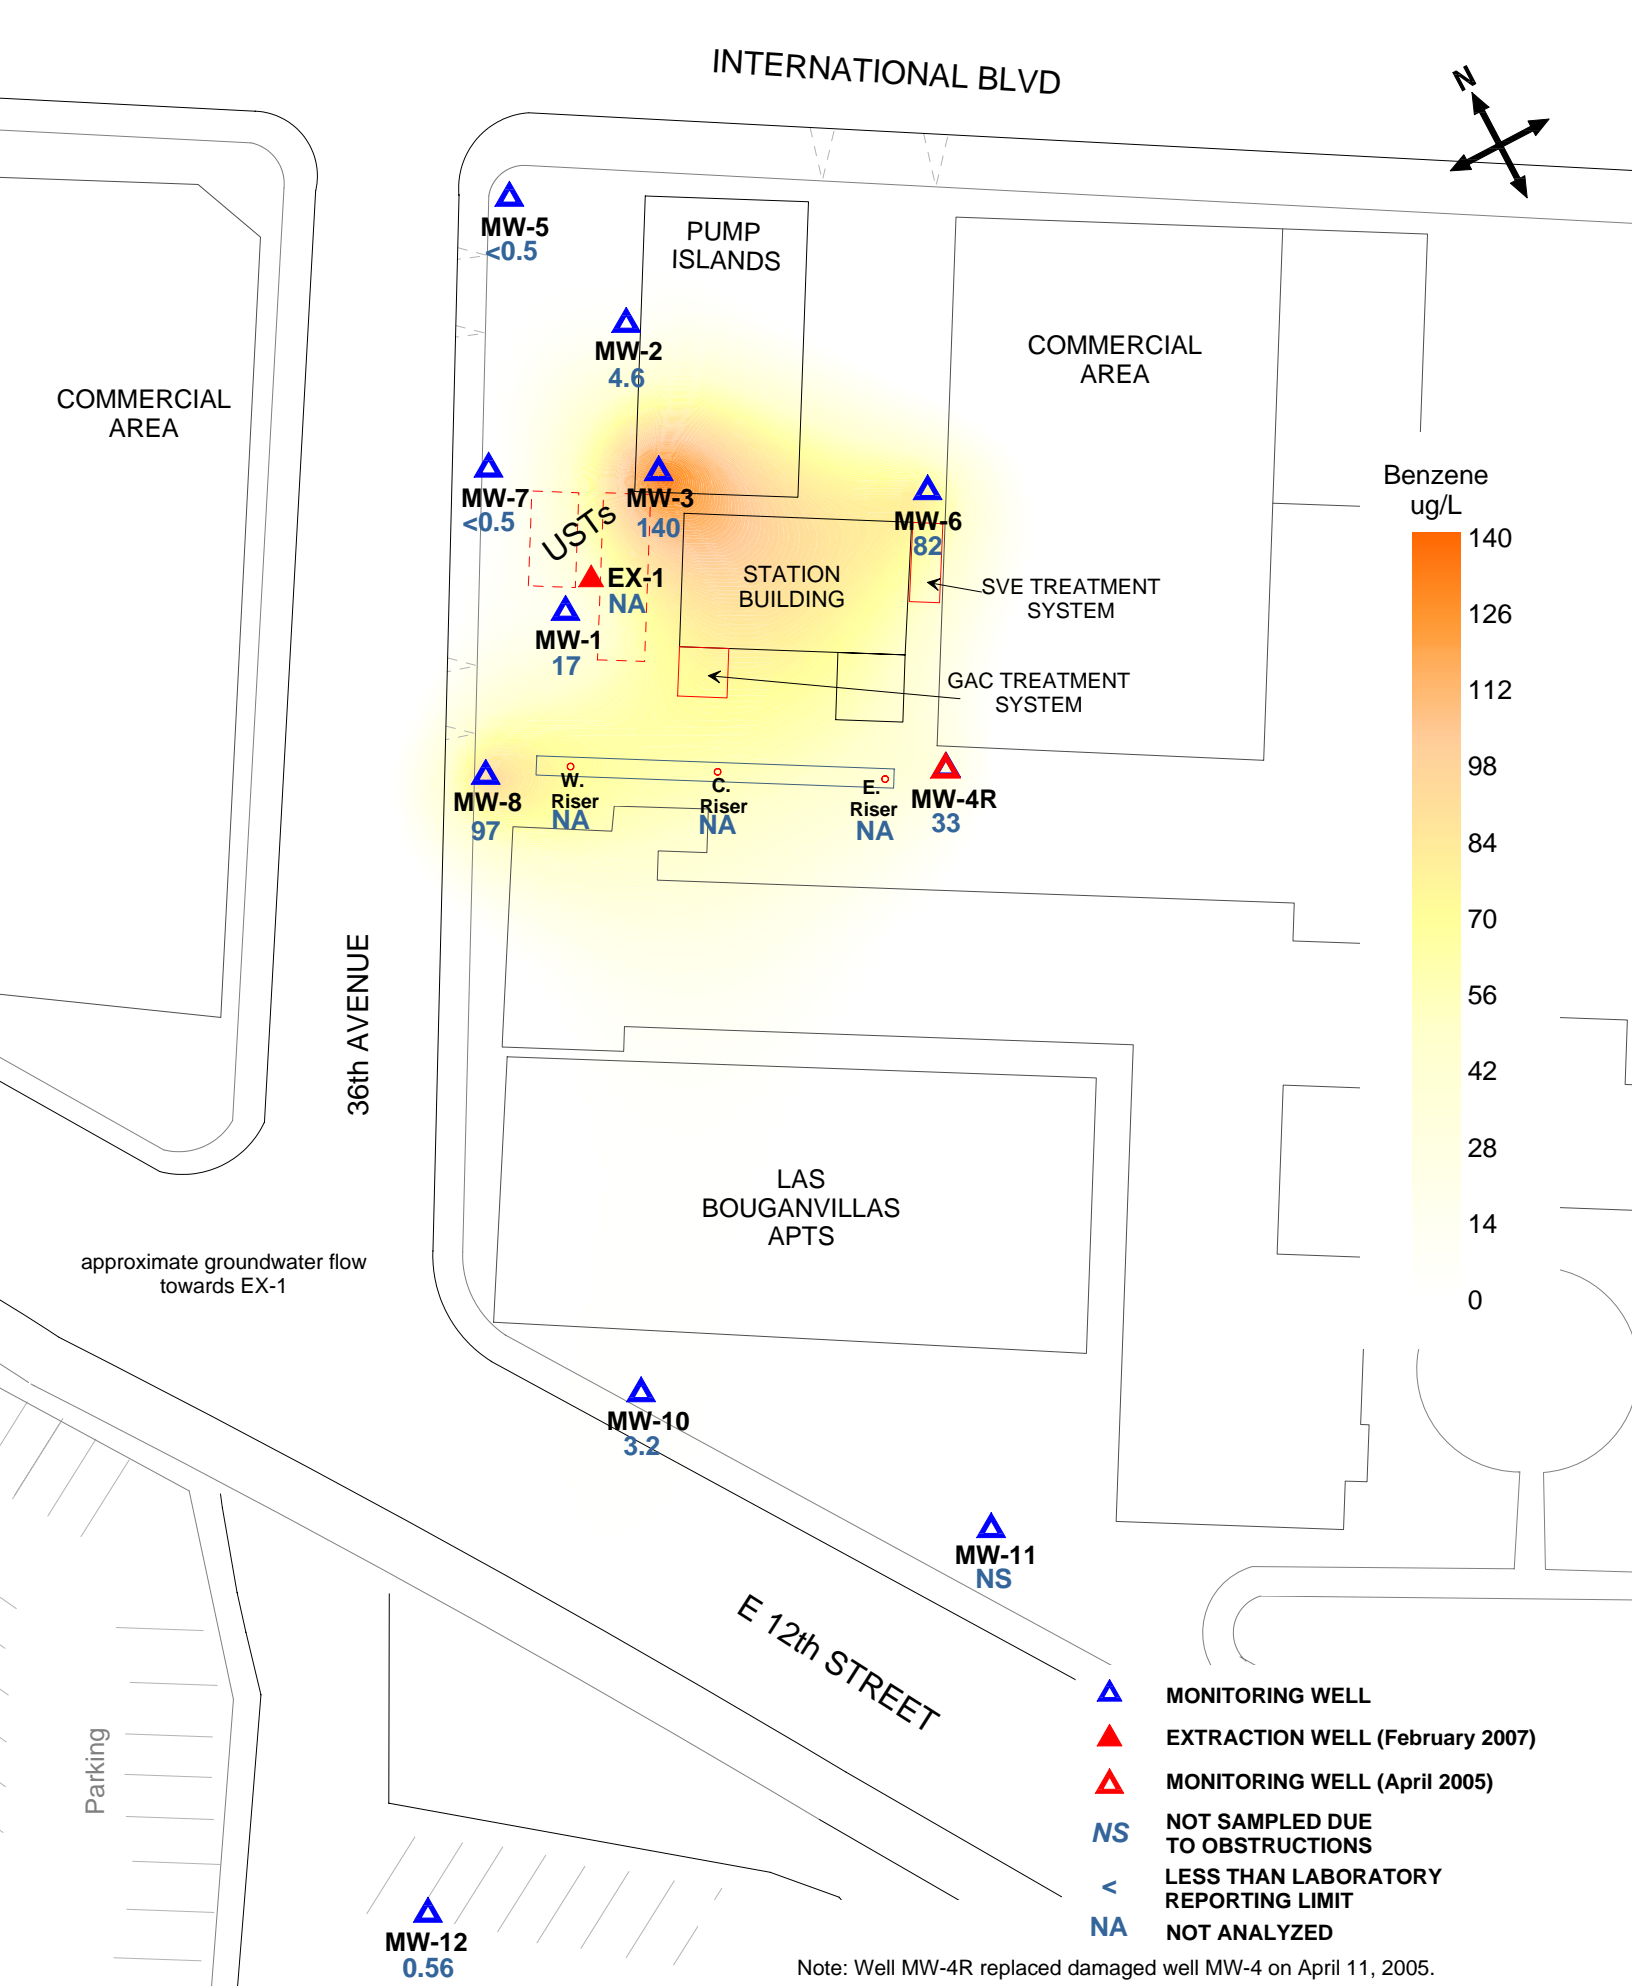 INTERNATIONAL BLVD
N
MW-5
<0.5
PUMP
ISLANDS
MW-2
4.6
COMMERCIAL
AREA
COMMERCIAL
AREA
MW-7
<0.5
USTs
MW-3
140
MW-6
82
EX-1
NA
STATION
BUILDING
SVE TREATMENT
SYSTEM
MW-1
17
GAC TREATMENT
SYSTEM
MW-8
97
W.
Riser
NA
C.
Riser
NA
E.
Riser
NA
MW-4R
33
Benzene
ug/L
140
126
112
98
84
70
56
42
28
14
0
36th AVENUE
LAS
BOUGANVILLAS
APTS
approximate groundwater flow
towards EX-1
MW-10
3.2
MW-11
NS
E 12th STREET
Parking
MW-12
0.56
MONITORING WELL
EXTRACTION WELL (February 2007)
MONITORING WELL (April 2005)
NS NOT SAMPLED DUE
TO OBSTRUCTIONS
< LESS THAN LABORATORY
REPORTING LIMIT
NA NOT ANALYZED
Note: Well MW-4R replaced damaged well MW-4 on April 11, 2005.